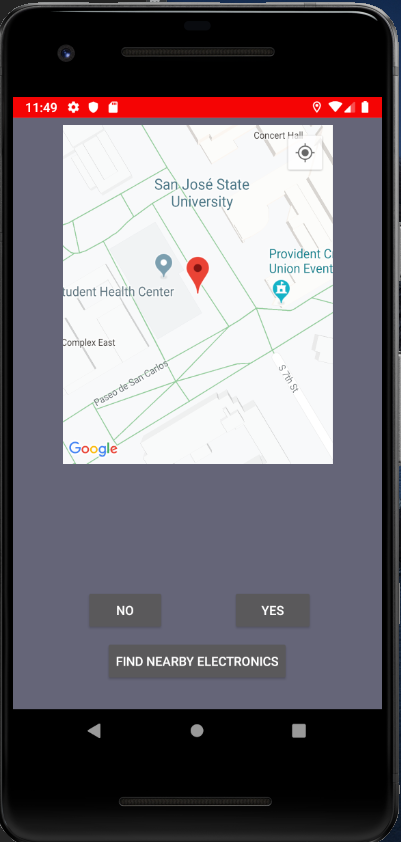 11:49
Concert Hall
San José State
University
Provident C
Union Event
tudent Health Center
Complex East
Paseo de San Carlos
S 7th St
Google
NO
YES
FIND NEARBY ELECTRONICS